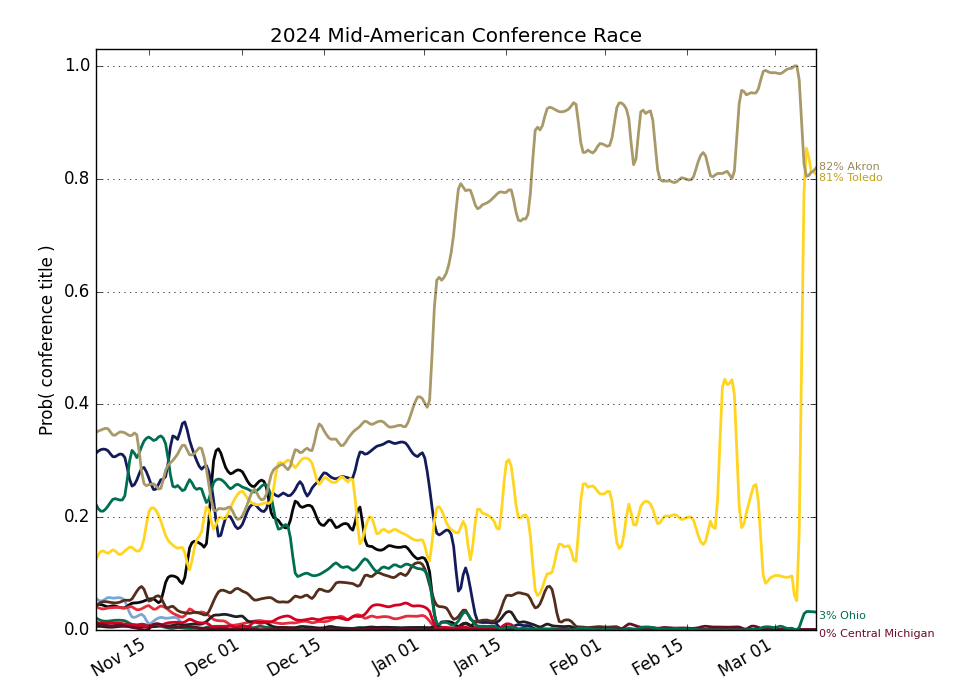 2024 Mid-American Conference Race
Prob( conference title )
1.0
0.8
0.6
0.4
0.2
0.0
82% Akron
81% Toledo
3% Ohio
0% Central Michigan
Nov 15
Dec 01
Dec 15
Jan 01
Jan 15
Feb 01
Feb 15
Mar 01